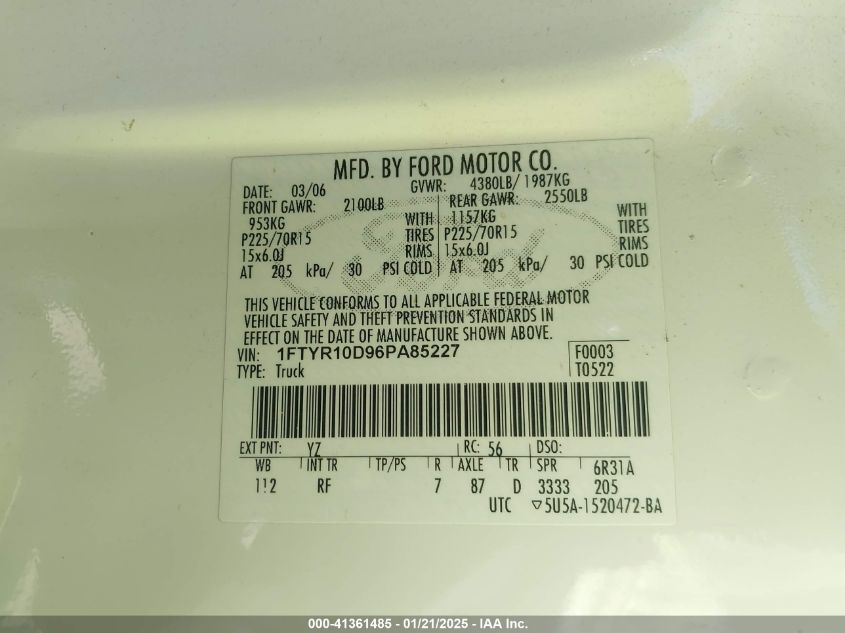 MFD. BY FORD MOTOR CO.
DATE: 03/06 GVWR: 4380LB/ 1987KG
FRONT GAWR: 2100LB REAR GAWR: 2550LB
953KG WITH 1157KG WITH
P225/70R15 TIRES P225/70R15 TIRES
15x6.0J RIMS 15x6.0J RIMS
AT 205 kPa/ 30 PSI COLD AT 205 kPa/ 30 PSI COLD
Ford
THIS VEHICLE CONFORMS TO ALL APPLICABLE FEDERAL MOTOR
VEHICLE SAFETY AND THEFT PREVENTION STANDARDS IN
EFFECT ON THE DATE OF MANUFACTURE SHOWN ABOVE.
VIN: 1FTYR10D96PA85227 F0003
TYPE: Truck T0522
EXT PNT: YZ RC: 56 DSO:
WB INT TR TP/PS R AXLE TR SPR 6R31A
112 RF 7 87 D 3333 205
UTC ▽5U5A-1520472-BA
000-41361485 - 01/21/2025 - IAA Inc.